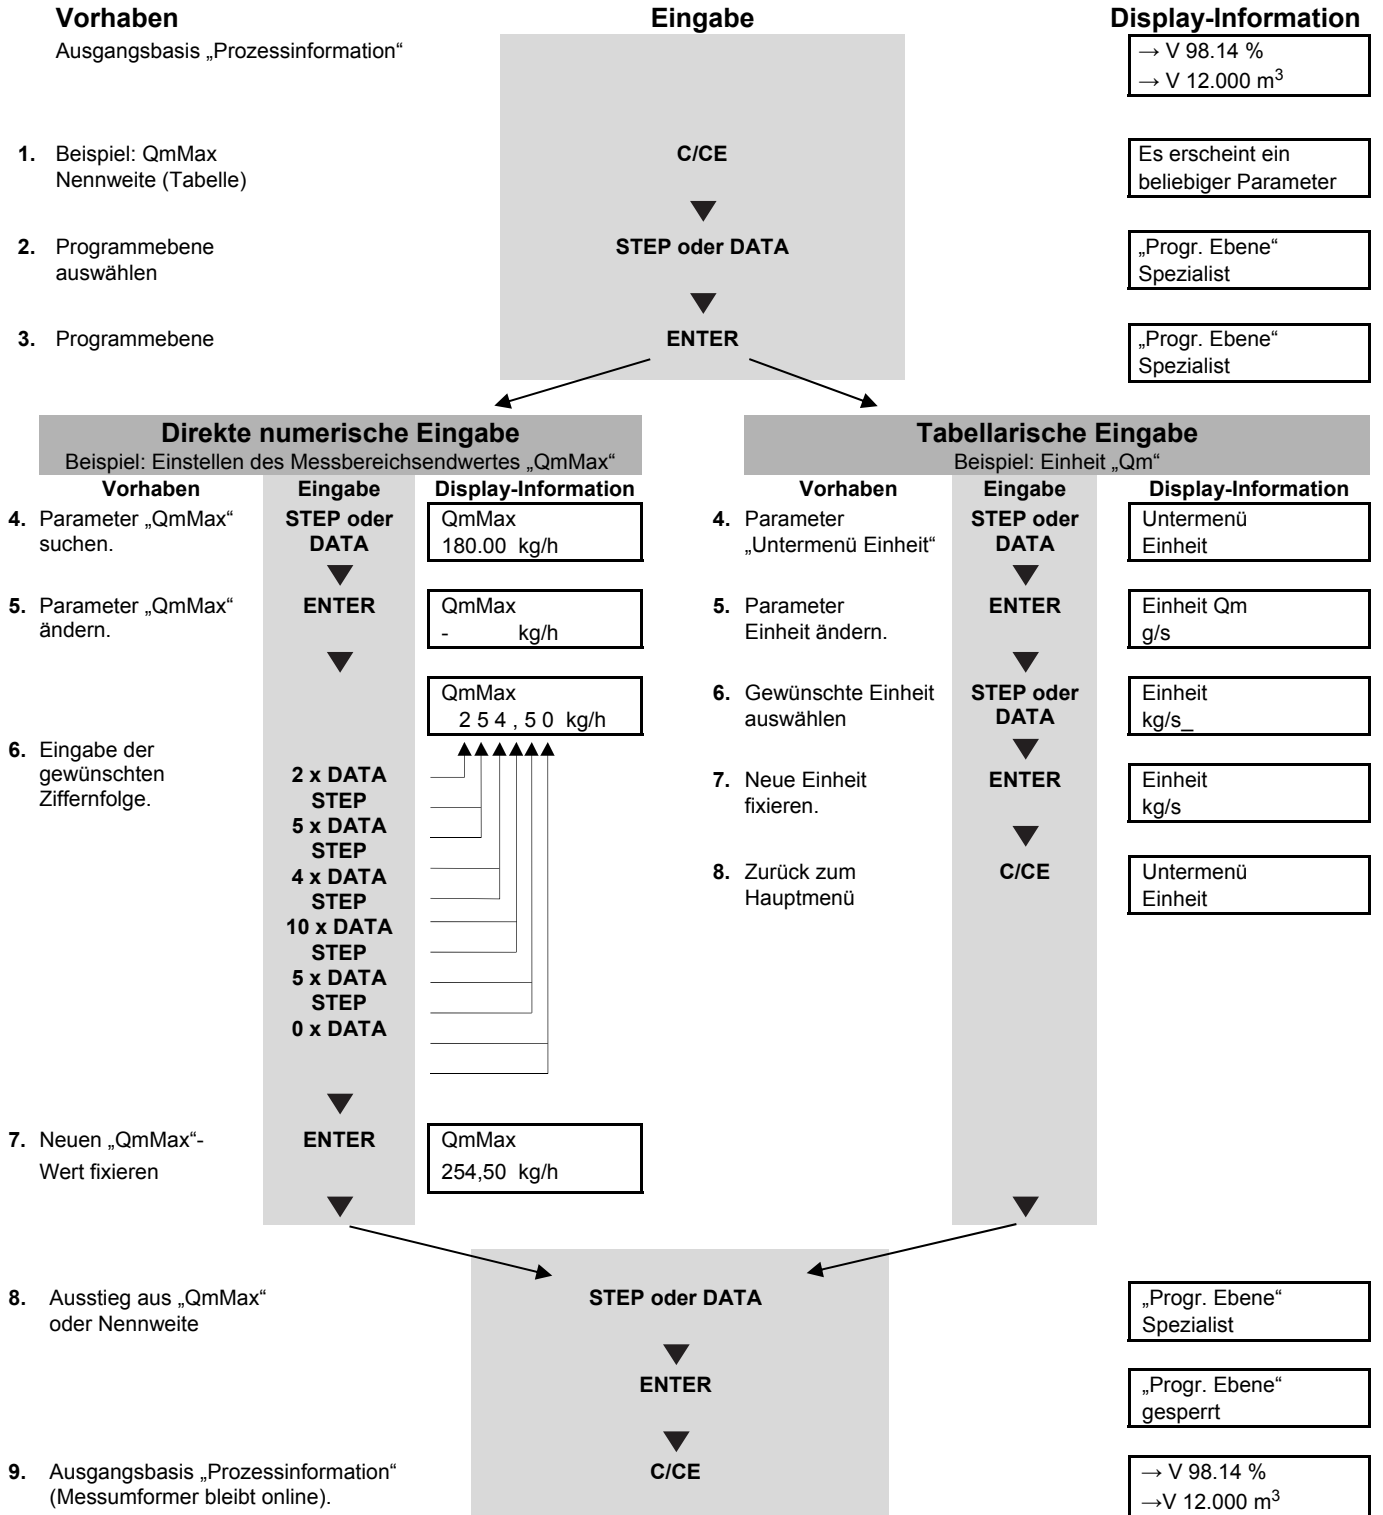 Vorhaben Eingabe Display-Information
Ausgangsbasis „Prozessinformation“
→ V 98.14 %
→ V 12.000 m³
1. Beispiel: QmMax
Nennweite (Tabelle)
C/CE
Es erscheint ein
beliebiger Parameter
2. Programmebene
auswählen
STEP oder DATA
„Progr. Ebene“
Spezialist
3. Programmebene
ENTER
„Progr. Ebene“
Spezialist
Direkte numerische Eingabe
Beispiel: Einstellen des Messbereichsendwertes „QmMax“
Vorhaben Eingabe Display-Information
4. Parameter „QmMax“
suchen.
STEP oder
DATA
QmMax
180.00 kg/h
5. Parameter „QmMax“
ändern.
ENTER
QmMax
- kg/h
QmMax
2 5 4 , 5 0 kg/h
6. Eingabe der
gewünschten
Ziffernfolge.
2 x DATA
STEP
5 x DATA
STEP
4 x DATA
STEP
10 x DATA
STEP
5 x DATA
STEP
0 x DATA
7. Neuen „QmMax“-
Wert fixieren
ENTER
QmMax
254,50 kg/h
Tabellarische Eingabe
Beispiel: Einheit „Qm“
Vorhaben Eingabe Display-Information
4. Parameter
„Untermenü Einheit“
STEP oder
DATA
Untermenü
Einheit
5. Parameter
Einheit ändern.
ENTER
Einheit Qm
g/s
6. Gewünschte Einheit
auswählen
STEP oder
DATA
Einheit
kg/s_
7. Neue Einheit
fixieren.
ENTER
Einheit
kg/s
8. Zurück zum
Hauptmenü
C/CE
Untermenü
Einheit
8. Ausstieg aus „QmMax“
oder Nennweite
STEP oder DATA
„Progr. Ebene“
Spezialist
ENTER
„Progr. Ebene“
gesperrt
9. Ausgangsbasis „Prozessinformation“
(Messumformer bleibt online).
C/CE
→ V 98.14 %
→V 12.000 m³